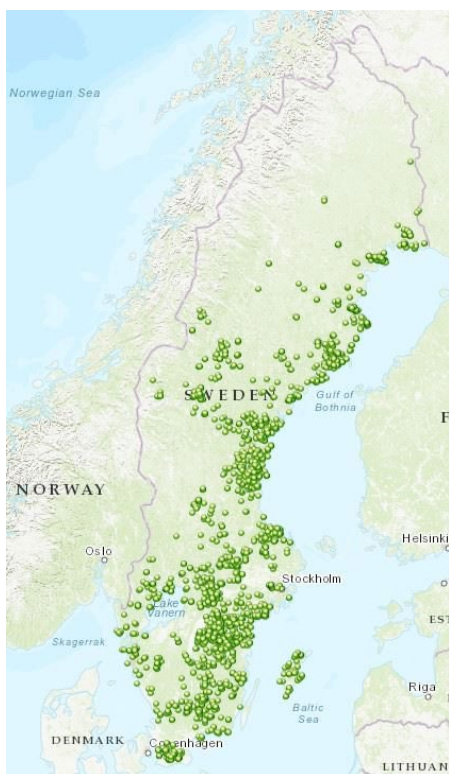 Norwegian Sea
SWEDEN
Gulf of
Bothnia
F
NORWAY
Oslo
Helsinki
Stockholm
Lake
Vanern
EST
Skagerrak
Riga
Baltic
Sea
DENMARK
Copenhagen
LITHUAN